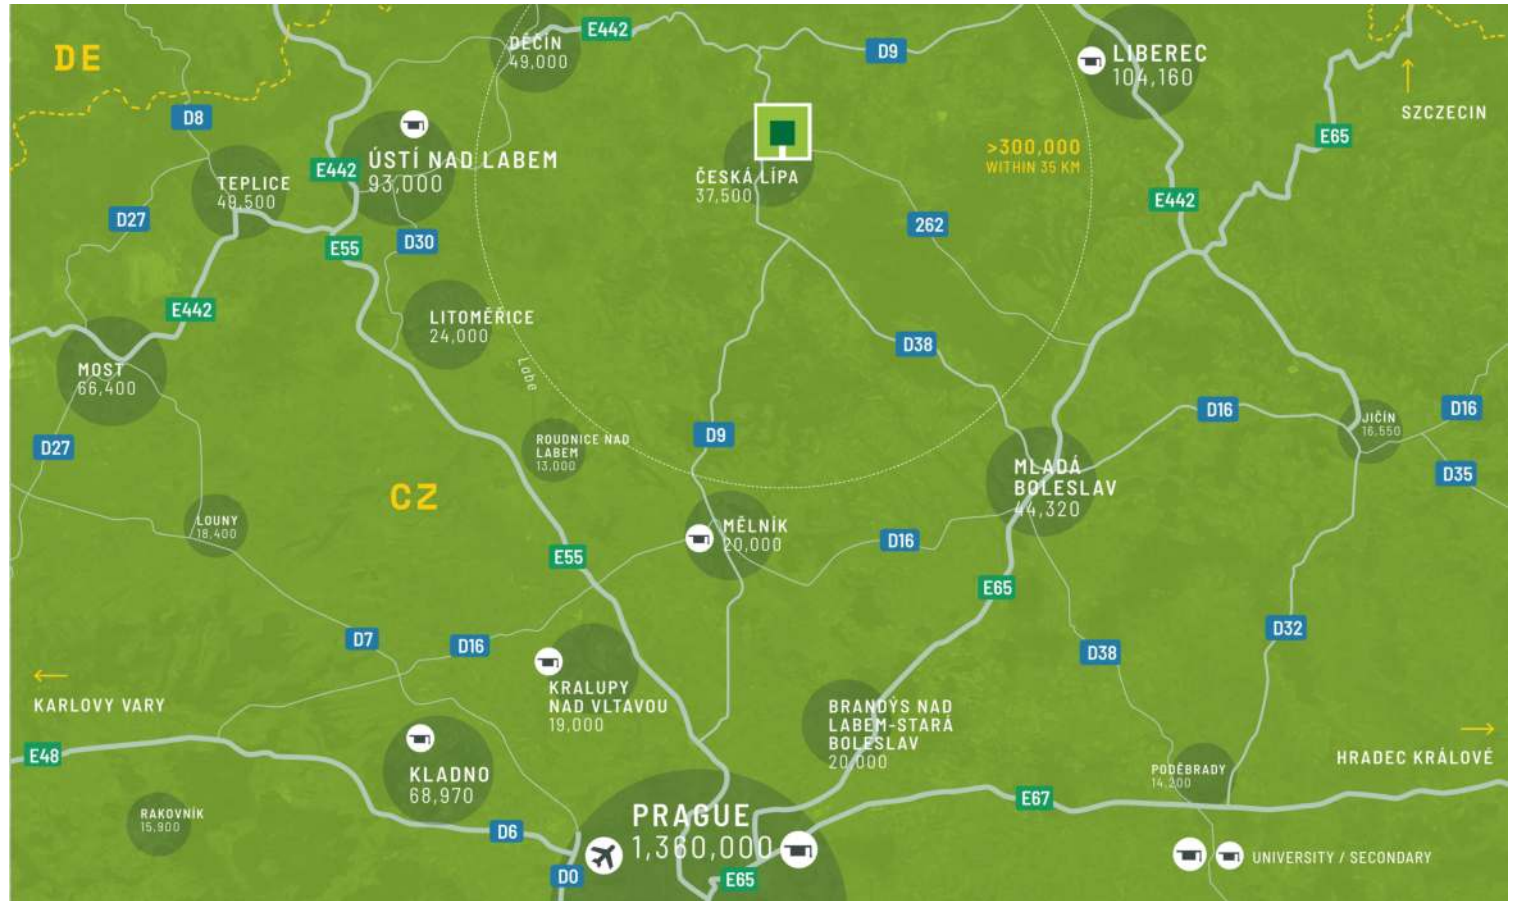 DE
DĚČÍN
49,000
E442
D9
LIBEREC
104,160
SZCZECIN
D8
E65
ÚSTÍ NAD LABEM
93,000
E442
TEPLICE
49,500
ČESKÁ LÍPA
37,500
>300,000
WITHIN 35 KM
E442
D27
E55
D30
262
E442
LITOMĚŘICE
24,000
D38
MOST
66,400
Labe
D16
D16
JIČÍN
16,550
D27
ROUDNICE NAD
LABEM
13,000
D9
MLADÁ
BOLESLAV
44,320
D35
CZ
LOUNY
18,400
MĚLNÍK
20,000
D16
E55
E65
D7
D16
D32
D38
KARLOVY VARY
KRALUPY
NAD VLTAVOU
19,000
BRANDÝS NAD
LABEM-STARÁ
BOLESLAV
20,000
E48
HRADEC KRÁLOVÉ
KLADNO
68,970
PODĚBRADY
14,200
E67
RAKOVNÍK
15,900
PRAGUE
1,360,000
D6
D0
E65
UNIVERSITY / SECONDARY